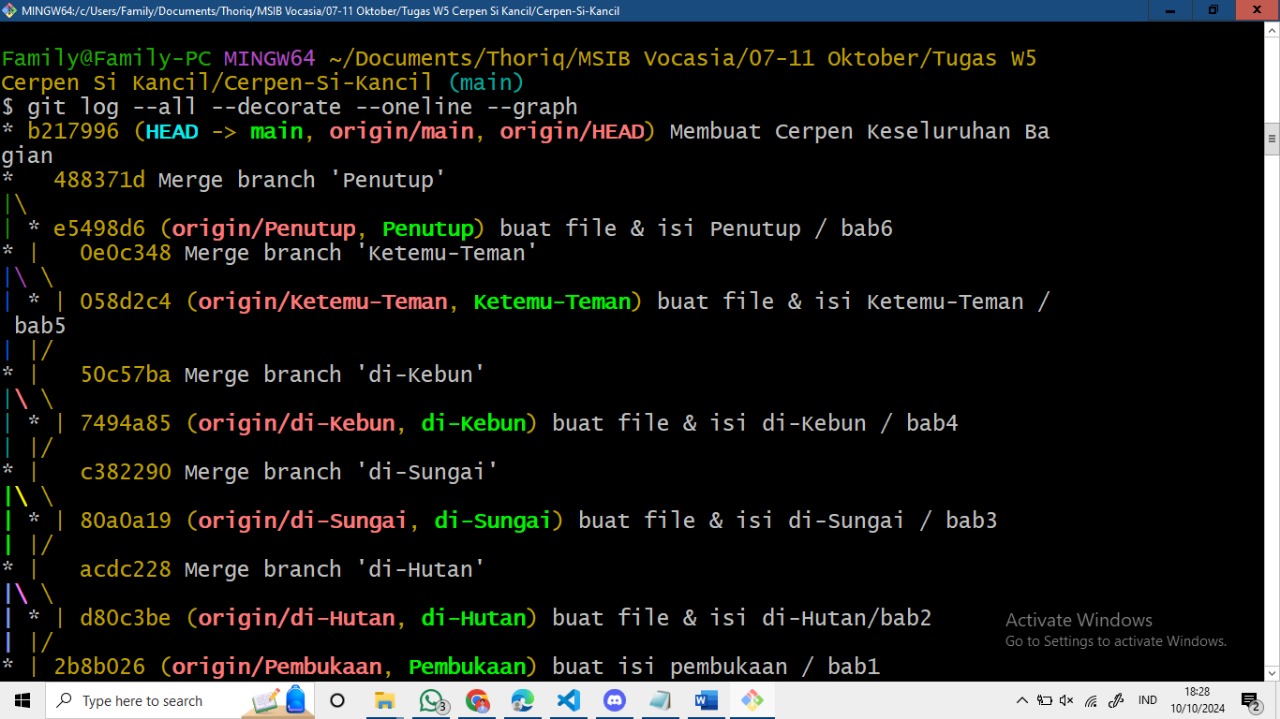 MINGW64:/c/Users/Family/Documents/Thoriq/MSIB Vocasia/07-11 Oktober/Tugas W5 Cerpen Si Kancil/Cerpen-Si-Kancil
Family@Family-PC MINGW64 ~/Documents/Thoriq/MSIB Vocasia/07-11 Oktober/Tugas W5
Cerpen Si Kancil/Cerpen-Si-Kancil (main)
$ git log --all --decorate --oneline --graph
* b217996 (HEAD -> main, origin/main, origin/HEAD) Membuat Cerpen Keseluruhan Ba
gian
*   488371d Merge branch 'Penutup'
|\
| * e5498d6 (origin/Penutup, Penutup) buat file & isi Penutup / bab6
* |   0e0c348 Merge branch 'Ketemu-Teman'
|\ \
| * | 058d2c4 (origin/Ketemu-Teman, Ketemu-Teman) buat file & isi Ketemu-Teman /
 bab5
| |/
* |   50c57ba Merge branch 'di-Kebun'
|\ \
| * | 7494a85 (origin/di-Kebun, di-Kebun) buat file & isi di-Kebun / bab4
| |/
* |   c382290 Merge branch 'di-Sungai'
|\ \
| * | 80a0a19 (origin/di-Sungai, di-Sungai) buat file & isi di-Sungai / bab3
| |/
* |   acdc228 Merge branch 'di-Hutan'
|\ \
| * | d80c3be (origin/di-Hutan, di-Hutan) buat file & isi di-Hutan/bab2
| |/
* | 2b8b026 (origin/Pembukaan, Pembukaan) buat isi pembukaan / bab1
Activate Windows
Go to Settings to activate Windows.
Type here to search
3
IND
18:28
10/10/2024
2